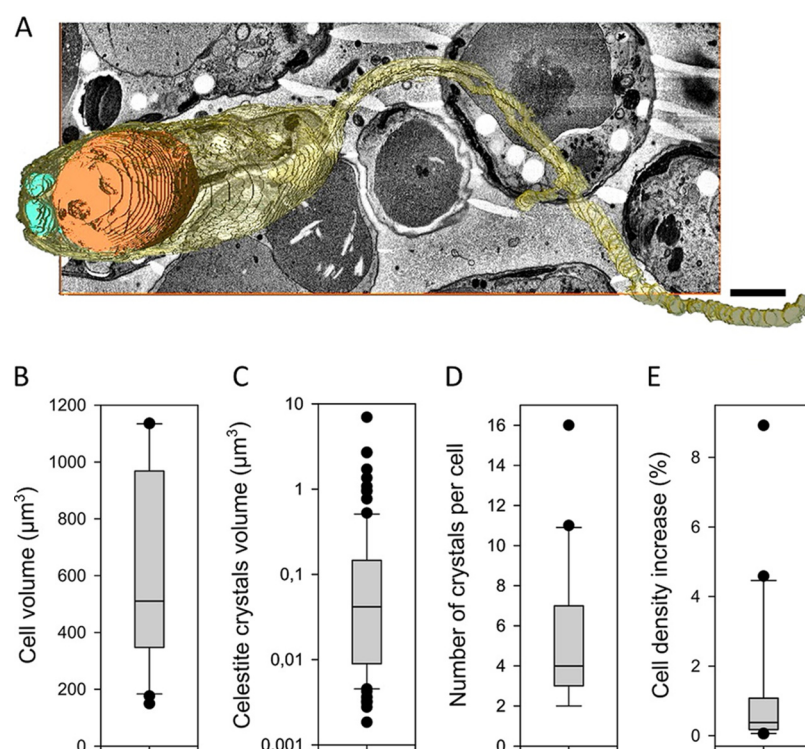 A
B
C
D
E
Cell volume (µm³)
1200
1000
800
600
400
200
0
Celestite crystals volume (µm³)
10
1
0,1
0,01
0.001
Number of crystals per cell
16
14
12
10
8
6
4
2
0
Cell density increase (%)
8
6
4
2
0